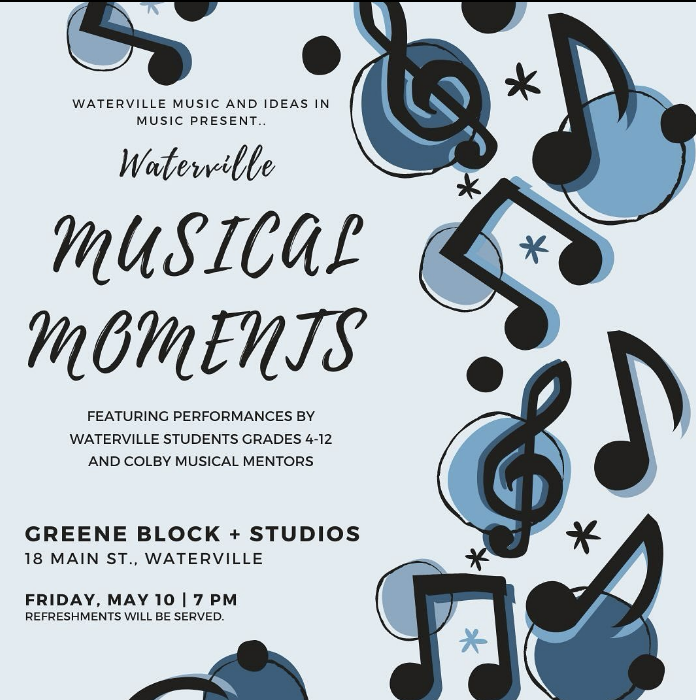 WATERVILLE MUSIC AND IDEAS IN
MUSIC PRESENT..
Waterville
MUSICAL
MOMENTS
FEATURING PERFORMANCES BY
WATERVILLE STUDENTS GRADES 4-12
AND COLBY MUSICAL MENTORS
GREENE BLOCK + STUDIOS
18 MAIN ST., WATERVILLE
FRIDAY, MAY 10 | 7 PM
REFRESHMENTS WILL BE SERVED.